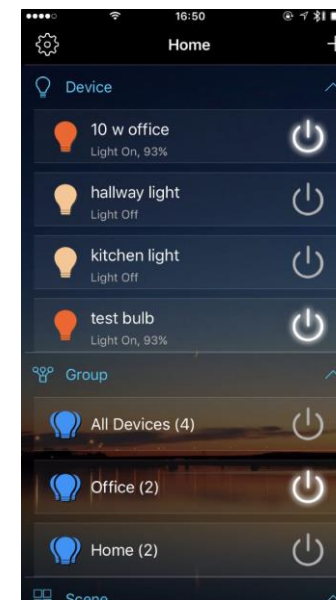 16:50
Home
Device
10 w office
Light On, 93%
hallway light
Light Off
kitchen light
Light Off
test bulb
Light On, 93%
Group
All Devices (4)
Office (2)
Home (2)
Scene